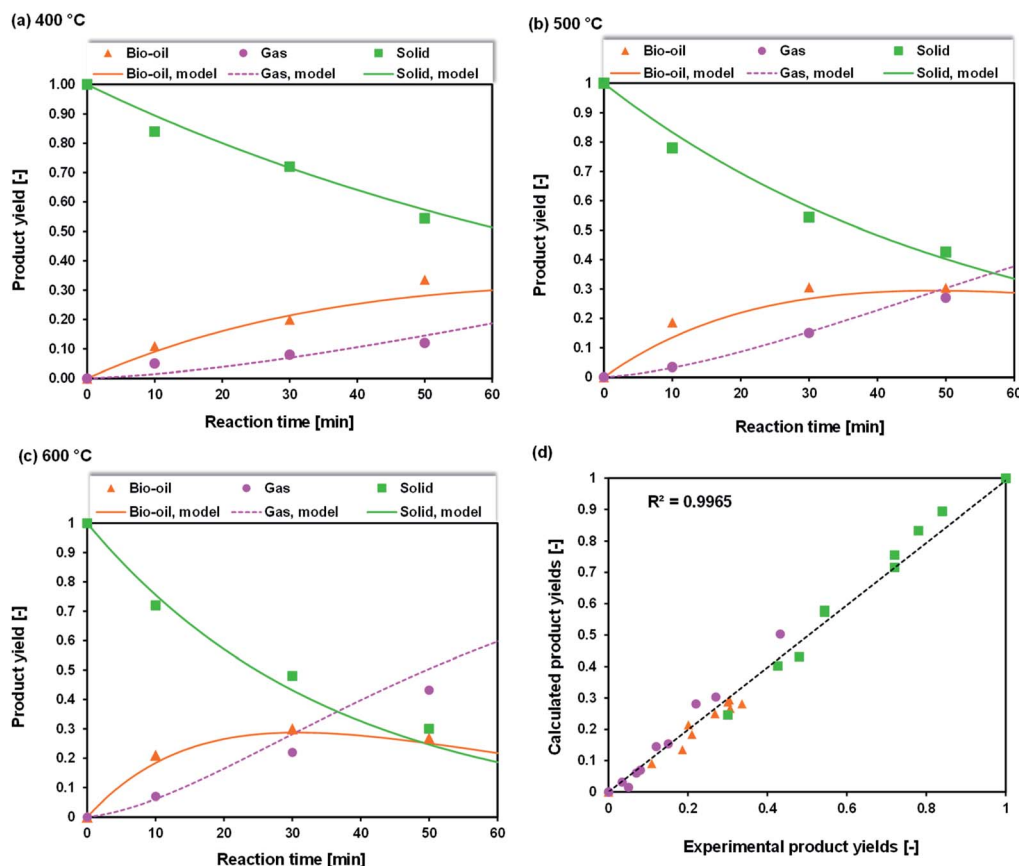 (a) 400 °C
Bio-oil Gas Solid
Bio-oil, model Gas, model Solid, model
1.00
0.90
0.80
0.70
0.60
0.50
0.40
0.30
0.20
0.10
0.00
0 10 20 30 40 50 60
Product yield [-]
Reaction time [min]
(b) 500 °C
Bio-oil Gas Solid
Bio-oil, model Gas, model Solid, model
1
0.9
0.8
0.7
0.6
0.5
0.4
0.3
0.2
0.1
0
0 10 20 30 40 50 60
Product yield [-]
Reaction time [min]
(c) 600 °C
Bio-oil Gas Solid
Bio-oil, model Gas, model Solid, model
1
0.9
0.8
0.7
0.6
0.5
0.4
0.3
0.2
0.1
0
0 10 20 30 40 50 60
Product yield [-]
Reaction time [min]
(d)
R² = 0.9965
1
0.9
0.8
0.7
0.6
0.5
0.4
0.3
0.2
0.1
0
0 0.2 0.4 0.6 0.8 1
Calculated product yields [-]
Experimental product yields [-]